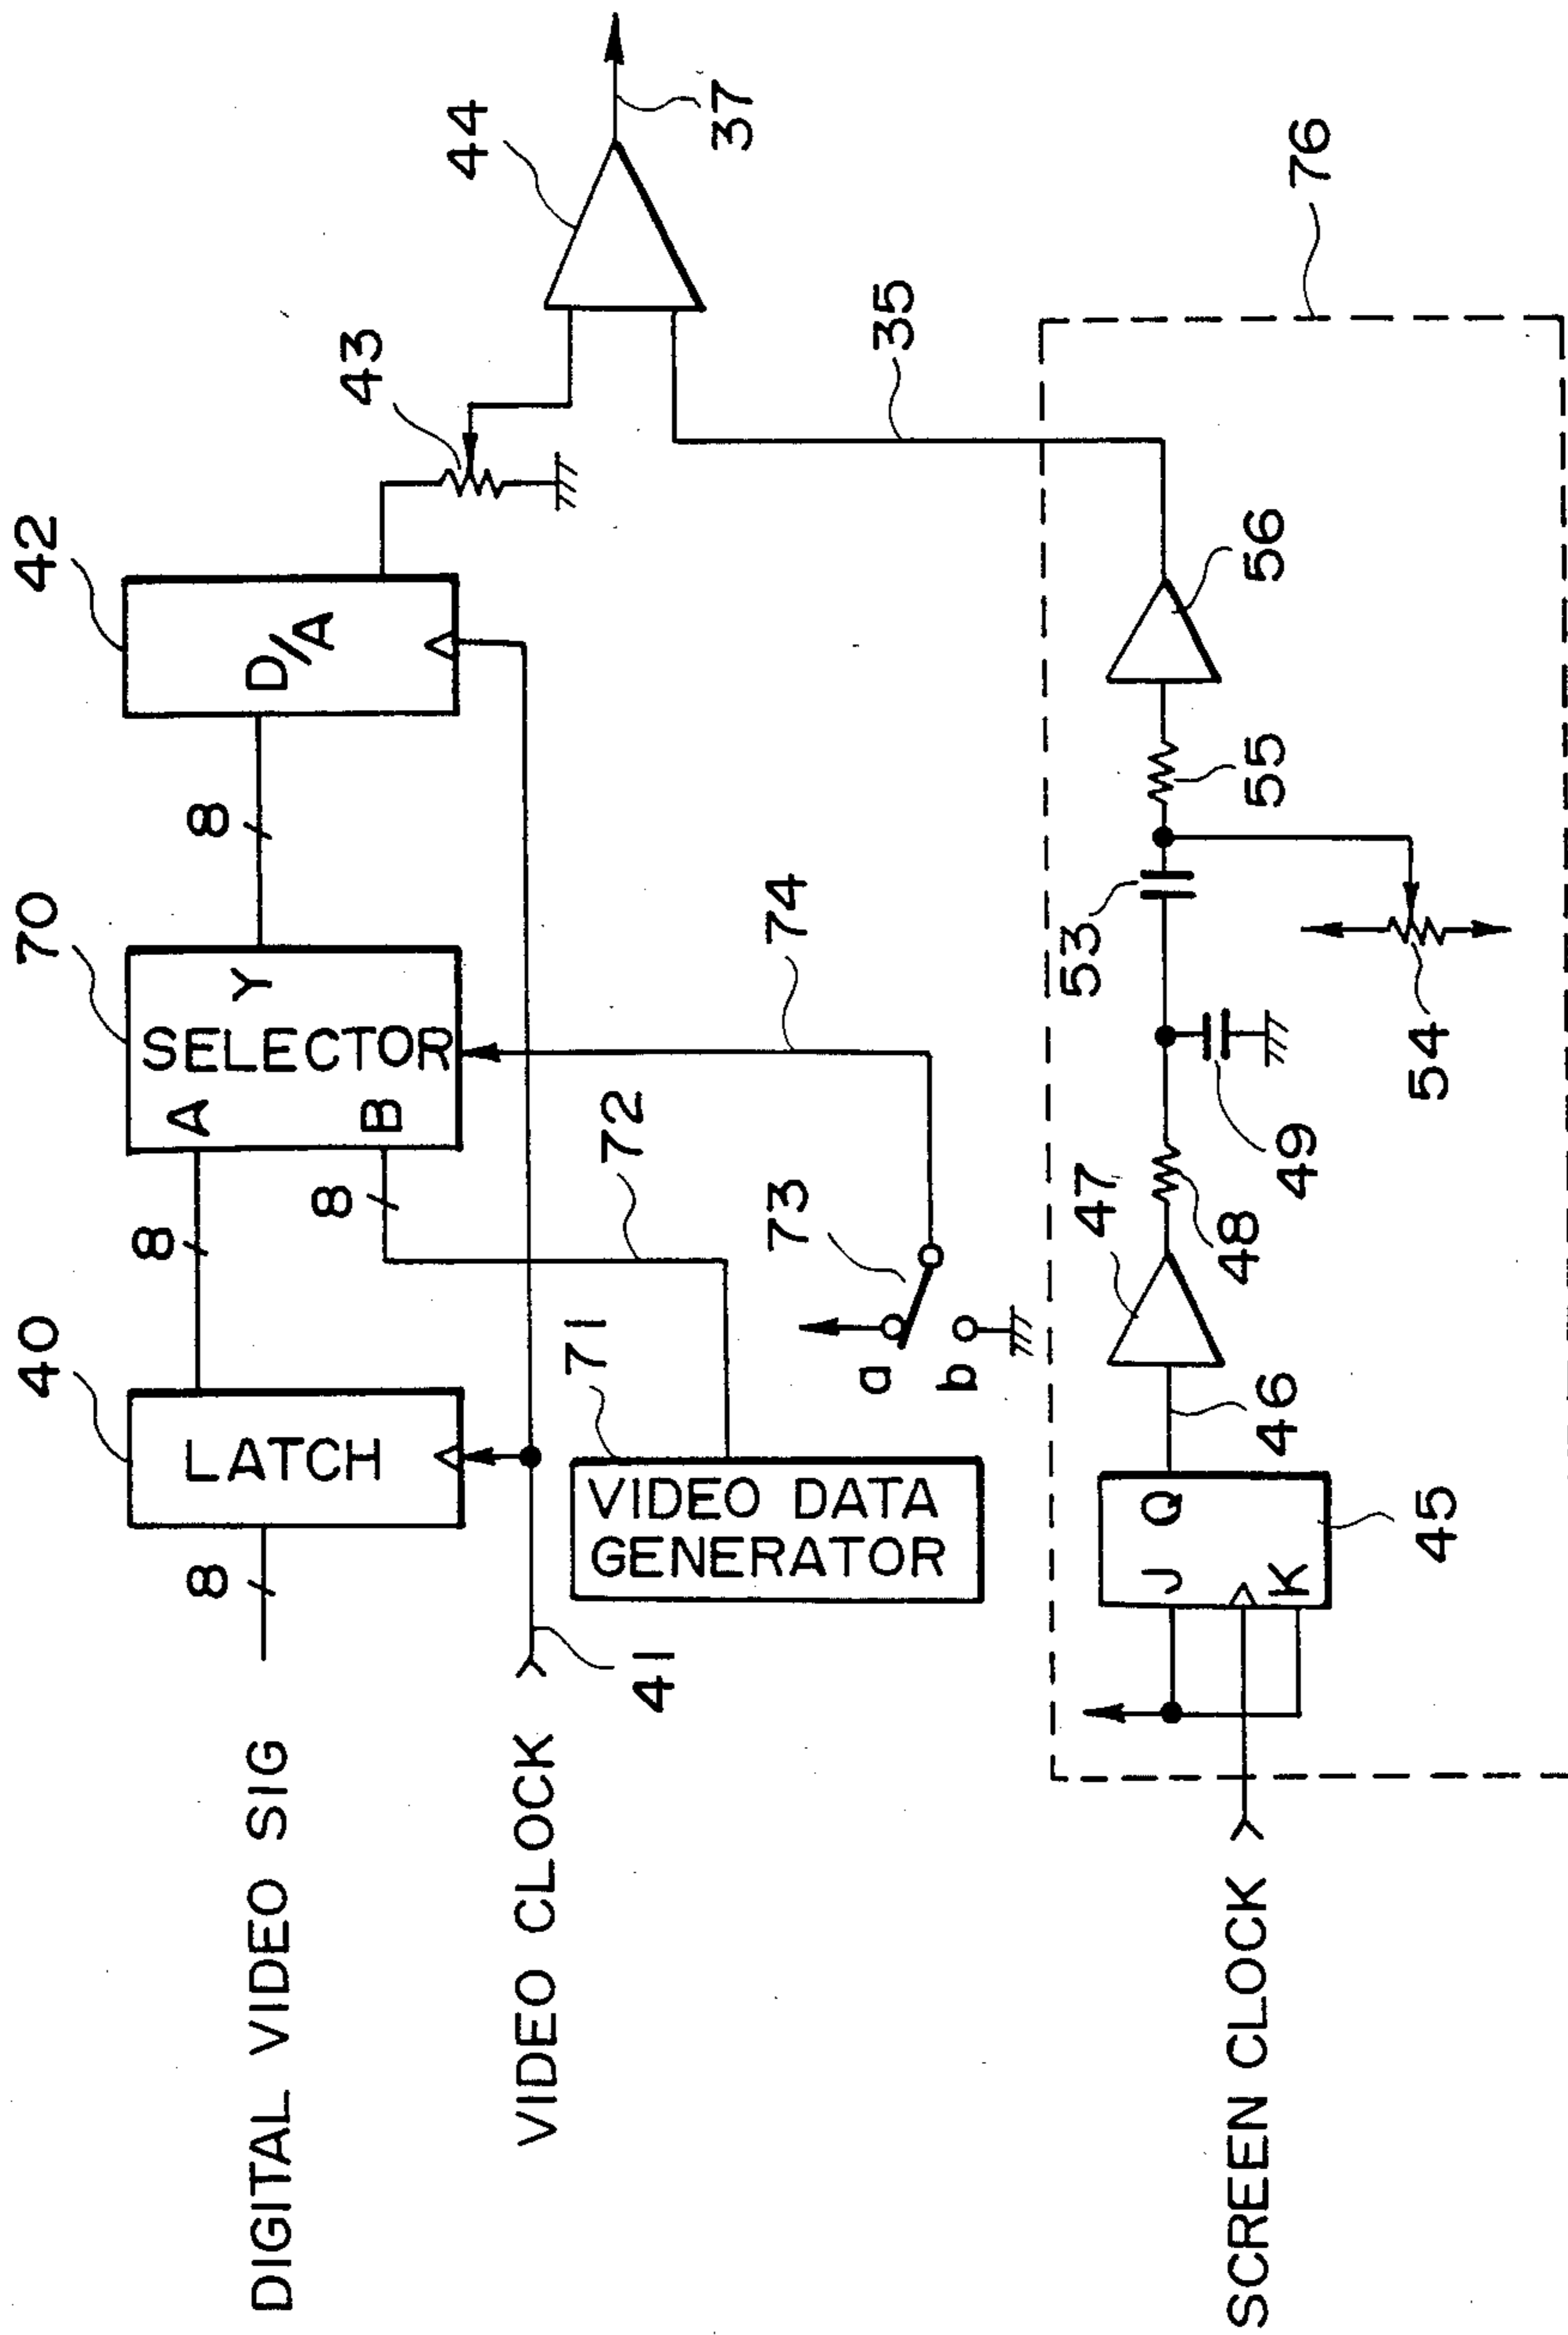 DIGITAL VIDEO SIG
8
40
LATCH
8
70
A
SELECTOR
Y
B
8
8
42
D/A
43
44
37
VIDEO CLOCK
41
71
VIDEO DATA
GENERATOR
72
73
a
b
74
35
76
SCREEN CLOCK
J
Q
K
45
46
47
48
49
53
54
55
56